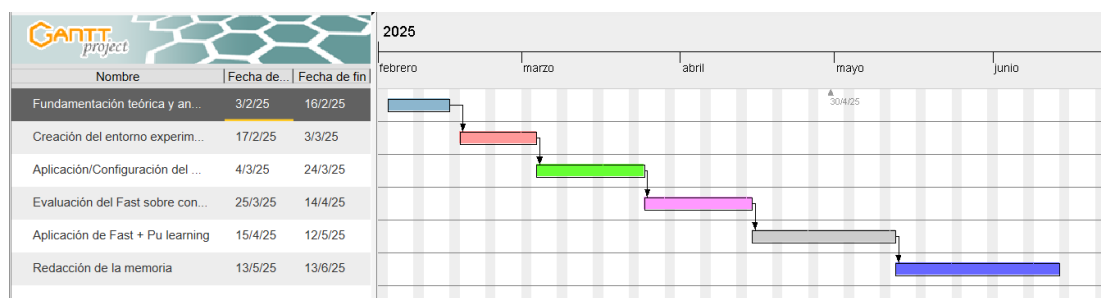 GANTT
project
2025
febrero marzo abril mayo junio
Nombre Fecha de... Fecha de fin
30/4/25
Fundamentación teórica y an... 3/2/25 16/2/25
Creación del entorno experim... 17/2/25 3/3/25
Aplicación/Configuración del ... 4/3/25 24/3/25
Evaluación del Fast sobre con... 25/3/25 14/4/25
Aplicación de Fast + Pu learning 15/4/25 12/5/25
Redacción de la memoria 13/5/25 13/6/25